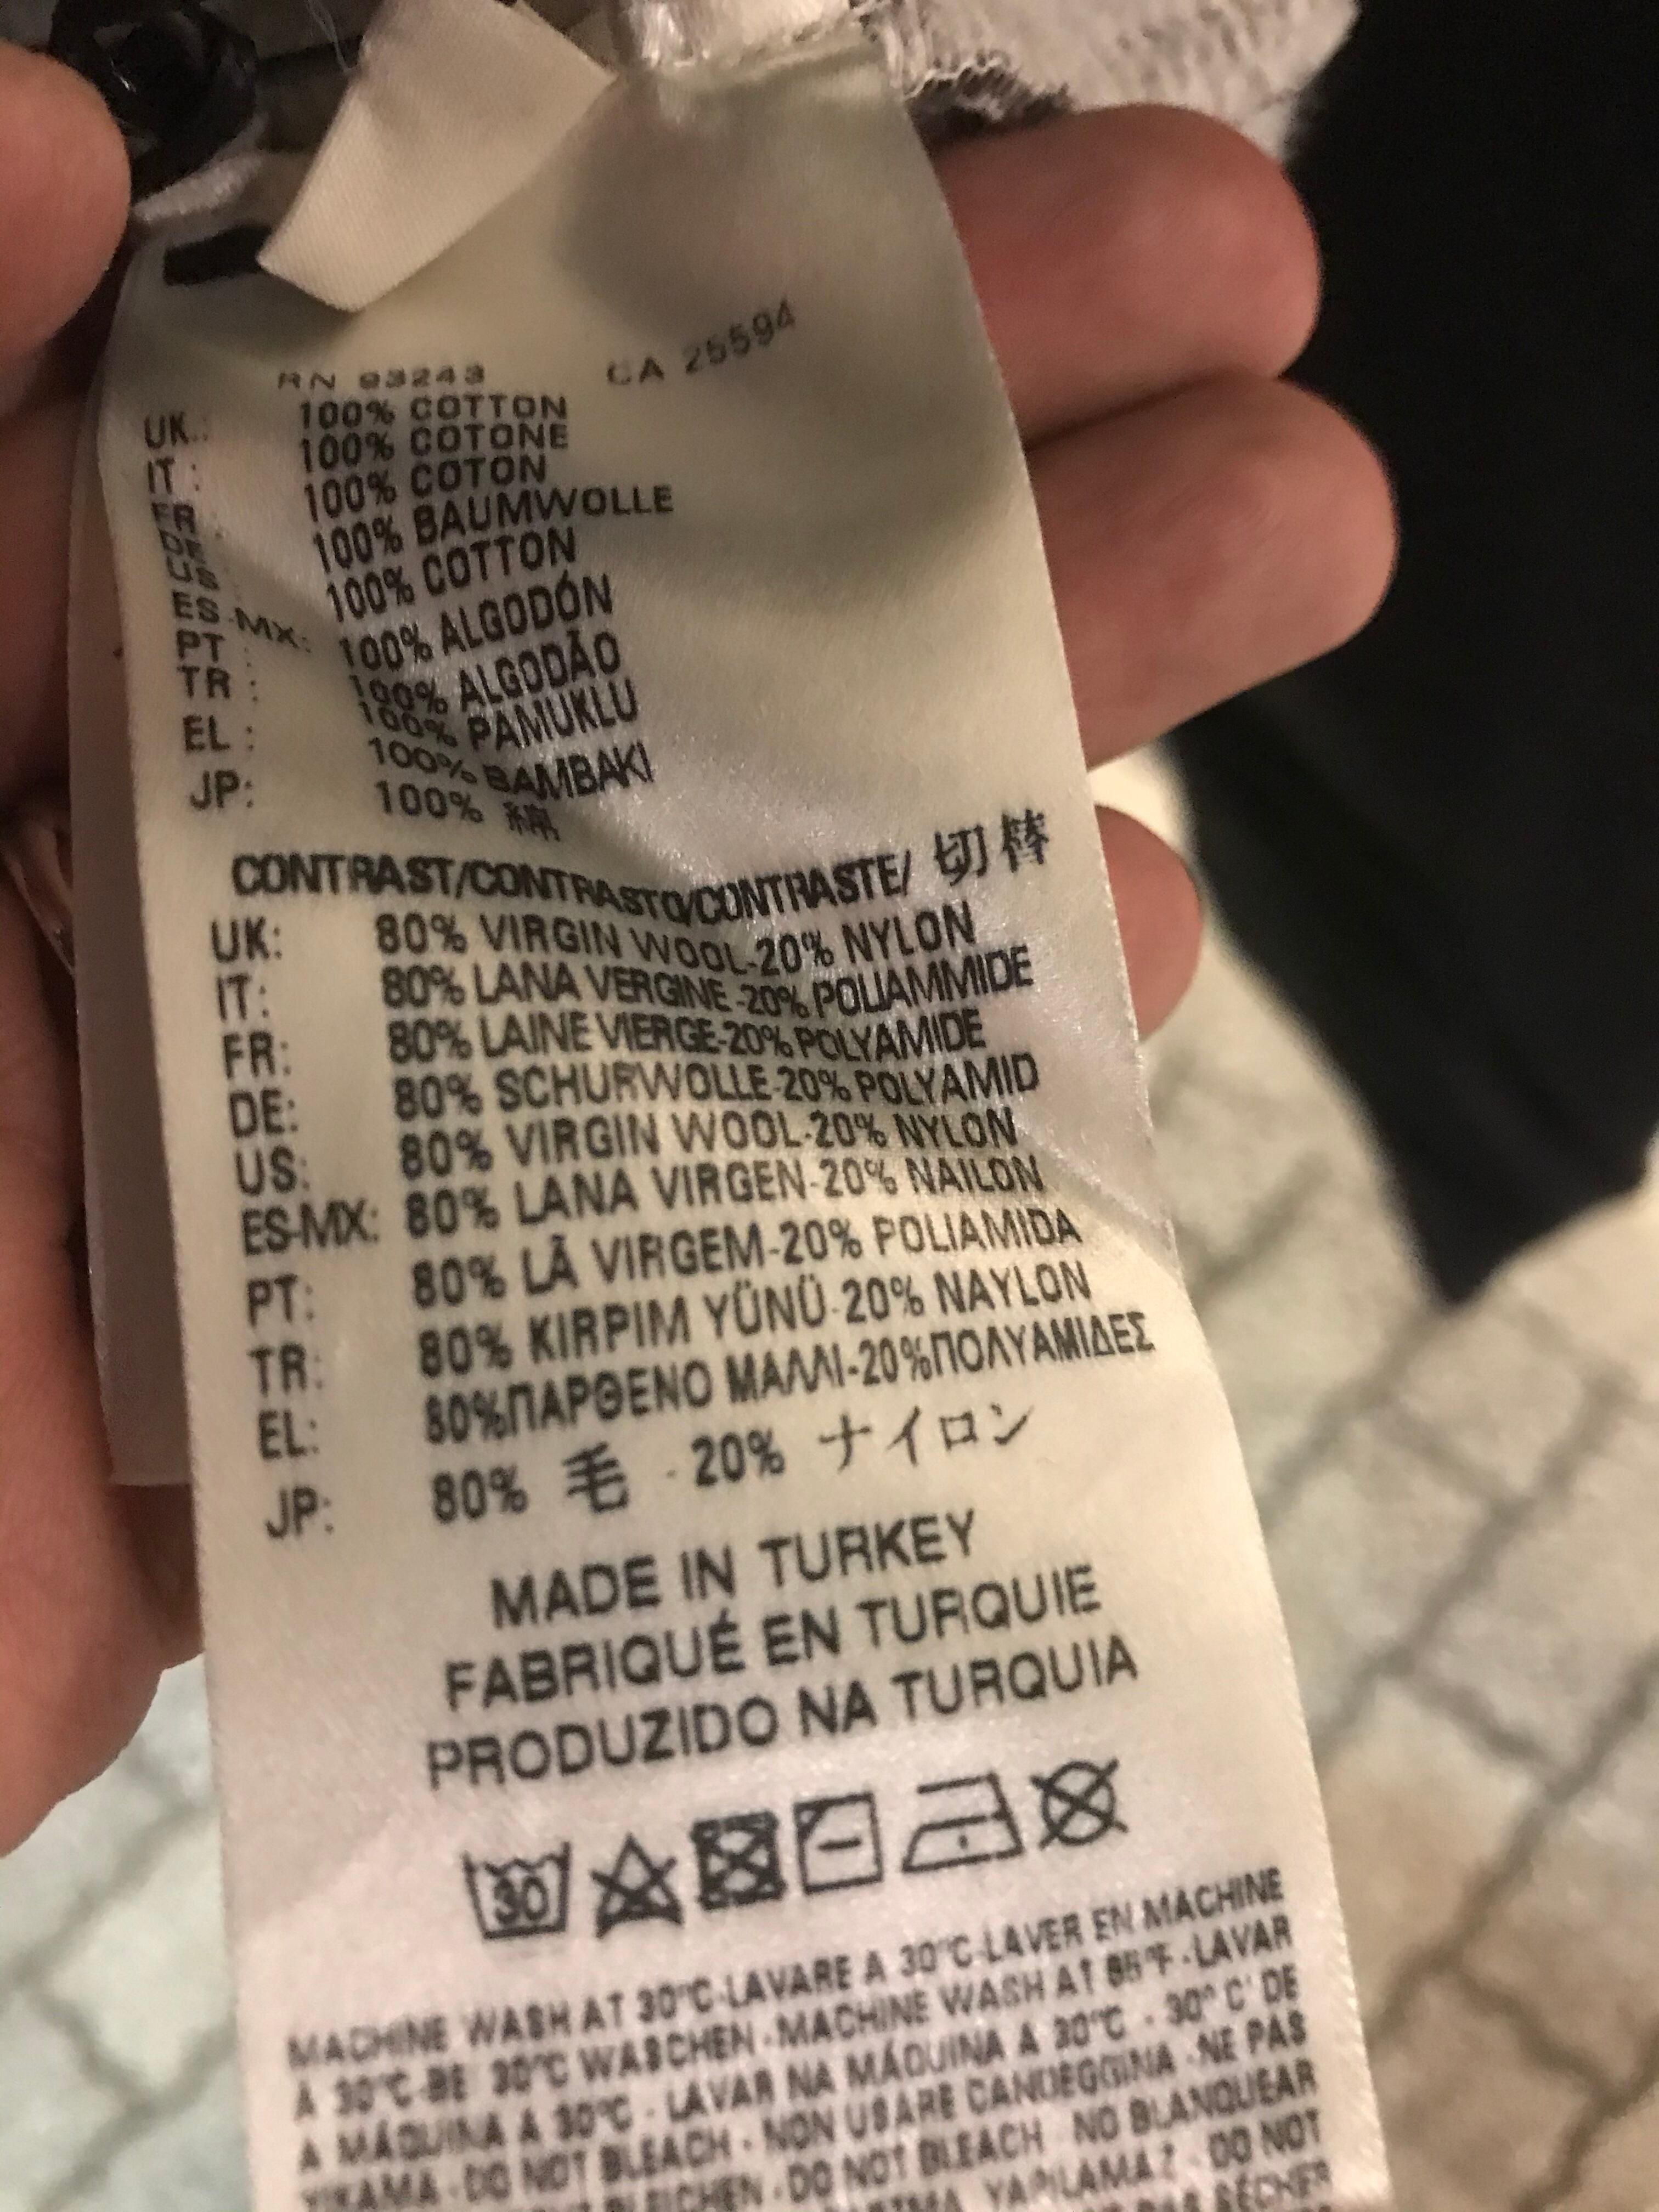 RN 93243 CA 25594
UK.: 100% COTTON
IT : 100% COTONE
FR 100% COTON
DE 100% BAUMWOLLE
US 100% COTTON
ES-MX: 100% ALGODÓN
PT : 100% ALGODÃO
TR : 100% PAMUKLU
EL : 100% BAMBAKI
JP: 100% 綿
CONTRAST/CONTRASTO/CONTRASTE/ 切替
UK: 80% VIRGIN WOOL-20% NYLON
IT: 80% LANA VERGINE-20% POLIAMMIDE
FR: 80% LAINE VIERGE-20% POLYAMIDE
DE: 80% SCHURWOLLE-20% POLYAMID
US: 80% VIRGIN WOOL-20% NYLON
ES-MX: 80% LANA VIRGEN-20% NAILON
PT: 80% LÃ VIRGEM-20% POLIAMIDA
TR: 80% KIRPIM YÜNÜ-20% NAYLON
EL: 80%ΠΑΡΘΕΝΟ ΜΑΛΛΙ-20%ΠΟΛΥΑΜΙΔΕΣ
JP: 80% 毛 - 20% ナイロン
MADE IN TURKEY
FABRIQUÉ EN TURQUIE
PRODUZIDO NA TURQUIA
30
MACHINE WASH AT 30°C-LAVARE A 30°C-LAVER EN MACHINE
A 30°C-BE 30°C WASCHEN-MACHINE WASH AT 85°F-LAVAR
A MÁQUINA A 30°C - LAVAR NA MÁQUINA A 30°C - 30° C' DE
YIKAMA-DO NOT BLEACH - NON USARE CANDEGGINA -NE PAS
BLEICHEN-DO NOT BLEACH NO BLANQUEAR
YAPILAMAZ - DO NOT
PAS SÉCHER